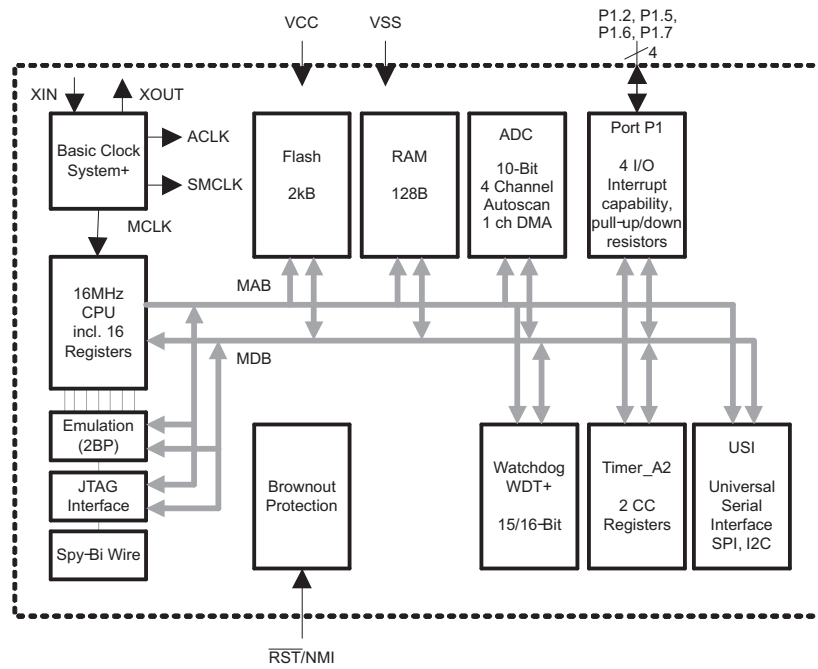 VCC
VSS
P1.2, P1.5,
P1.6, P1.7
4
XIN
XOUT
Basic Clock
System+
ACLK
SMCLK
MCLK
Flash
2kB
RAM
128B
ADC
10-Bit
4 Channel
Autoscan
1 ch DMA
Port P1
4 I/O
Interrupt
capability,
pull-up/down
resistors
16MHz
CPU
incl. 16
Registers
MAB
MDB
Emulation
(2BP)
JTAG
Interface
Spy-Bi Wire
Brownout
Protection
Watchdog
WDT+
15/16-Bit
Timer_A2
2 CC
Registers
USI
Universal
Serial
Interface
SPI, I2C
RST/NMI